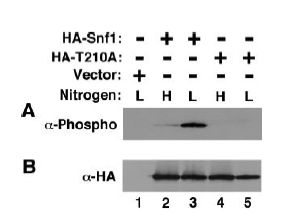 HA-Snf1: - + + - -
HA-T210A: - - - + +
Vector: + - - - -
Nitrogen: L H L H L
A
α-Phospho
B
α-HA
1 2 3 4 5